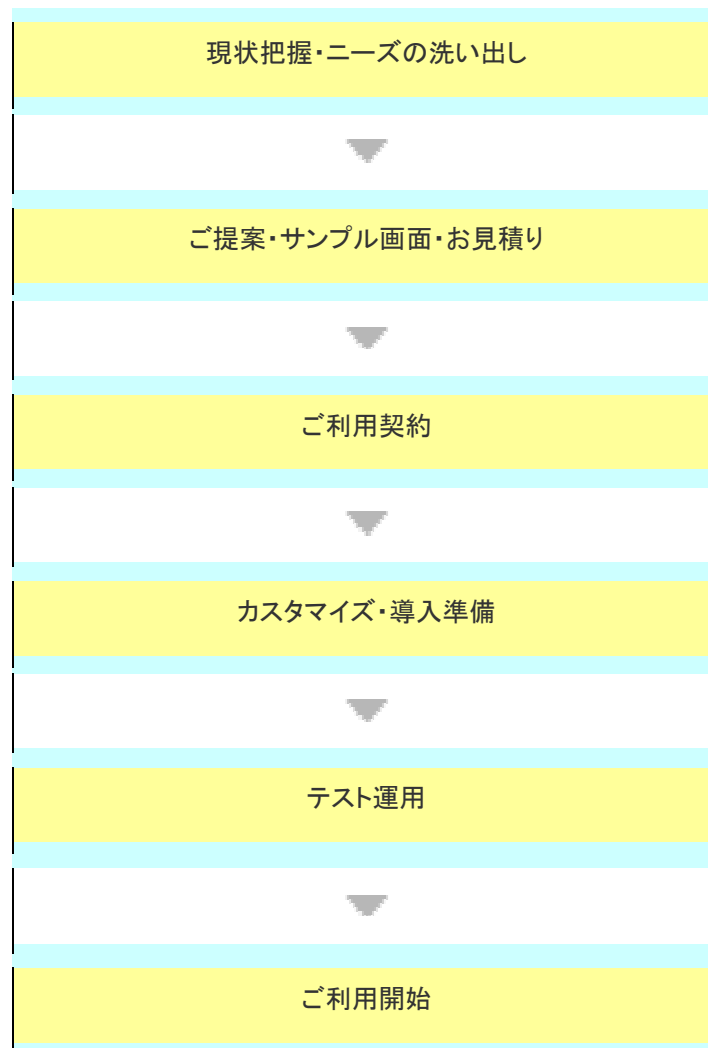 現状把握・ニーズの洗い出し
ご提案・サンプル画面・お見積り
ご利用契約
カスタマイズ・導入準備
テスト運用
ご利用開始